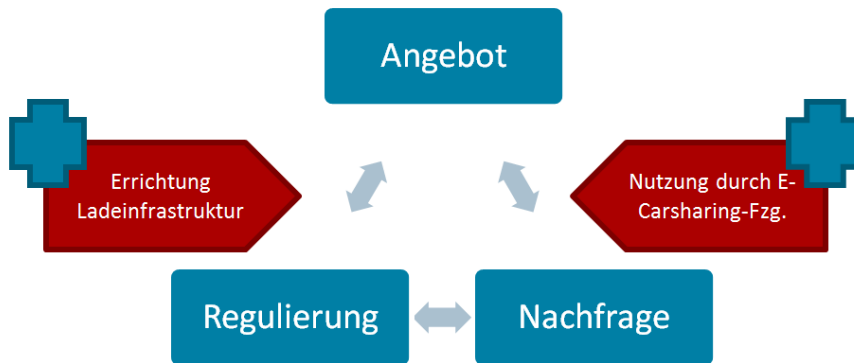 Angebot
Errichtung
Ladeinfrastruktur
Nutzung durch E-
Carsharing-Fzg.
Regulierung
Nachfrage